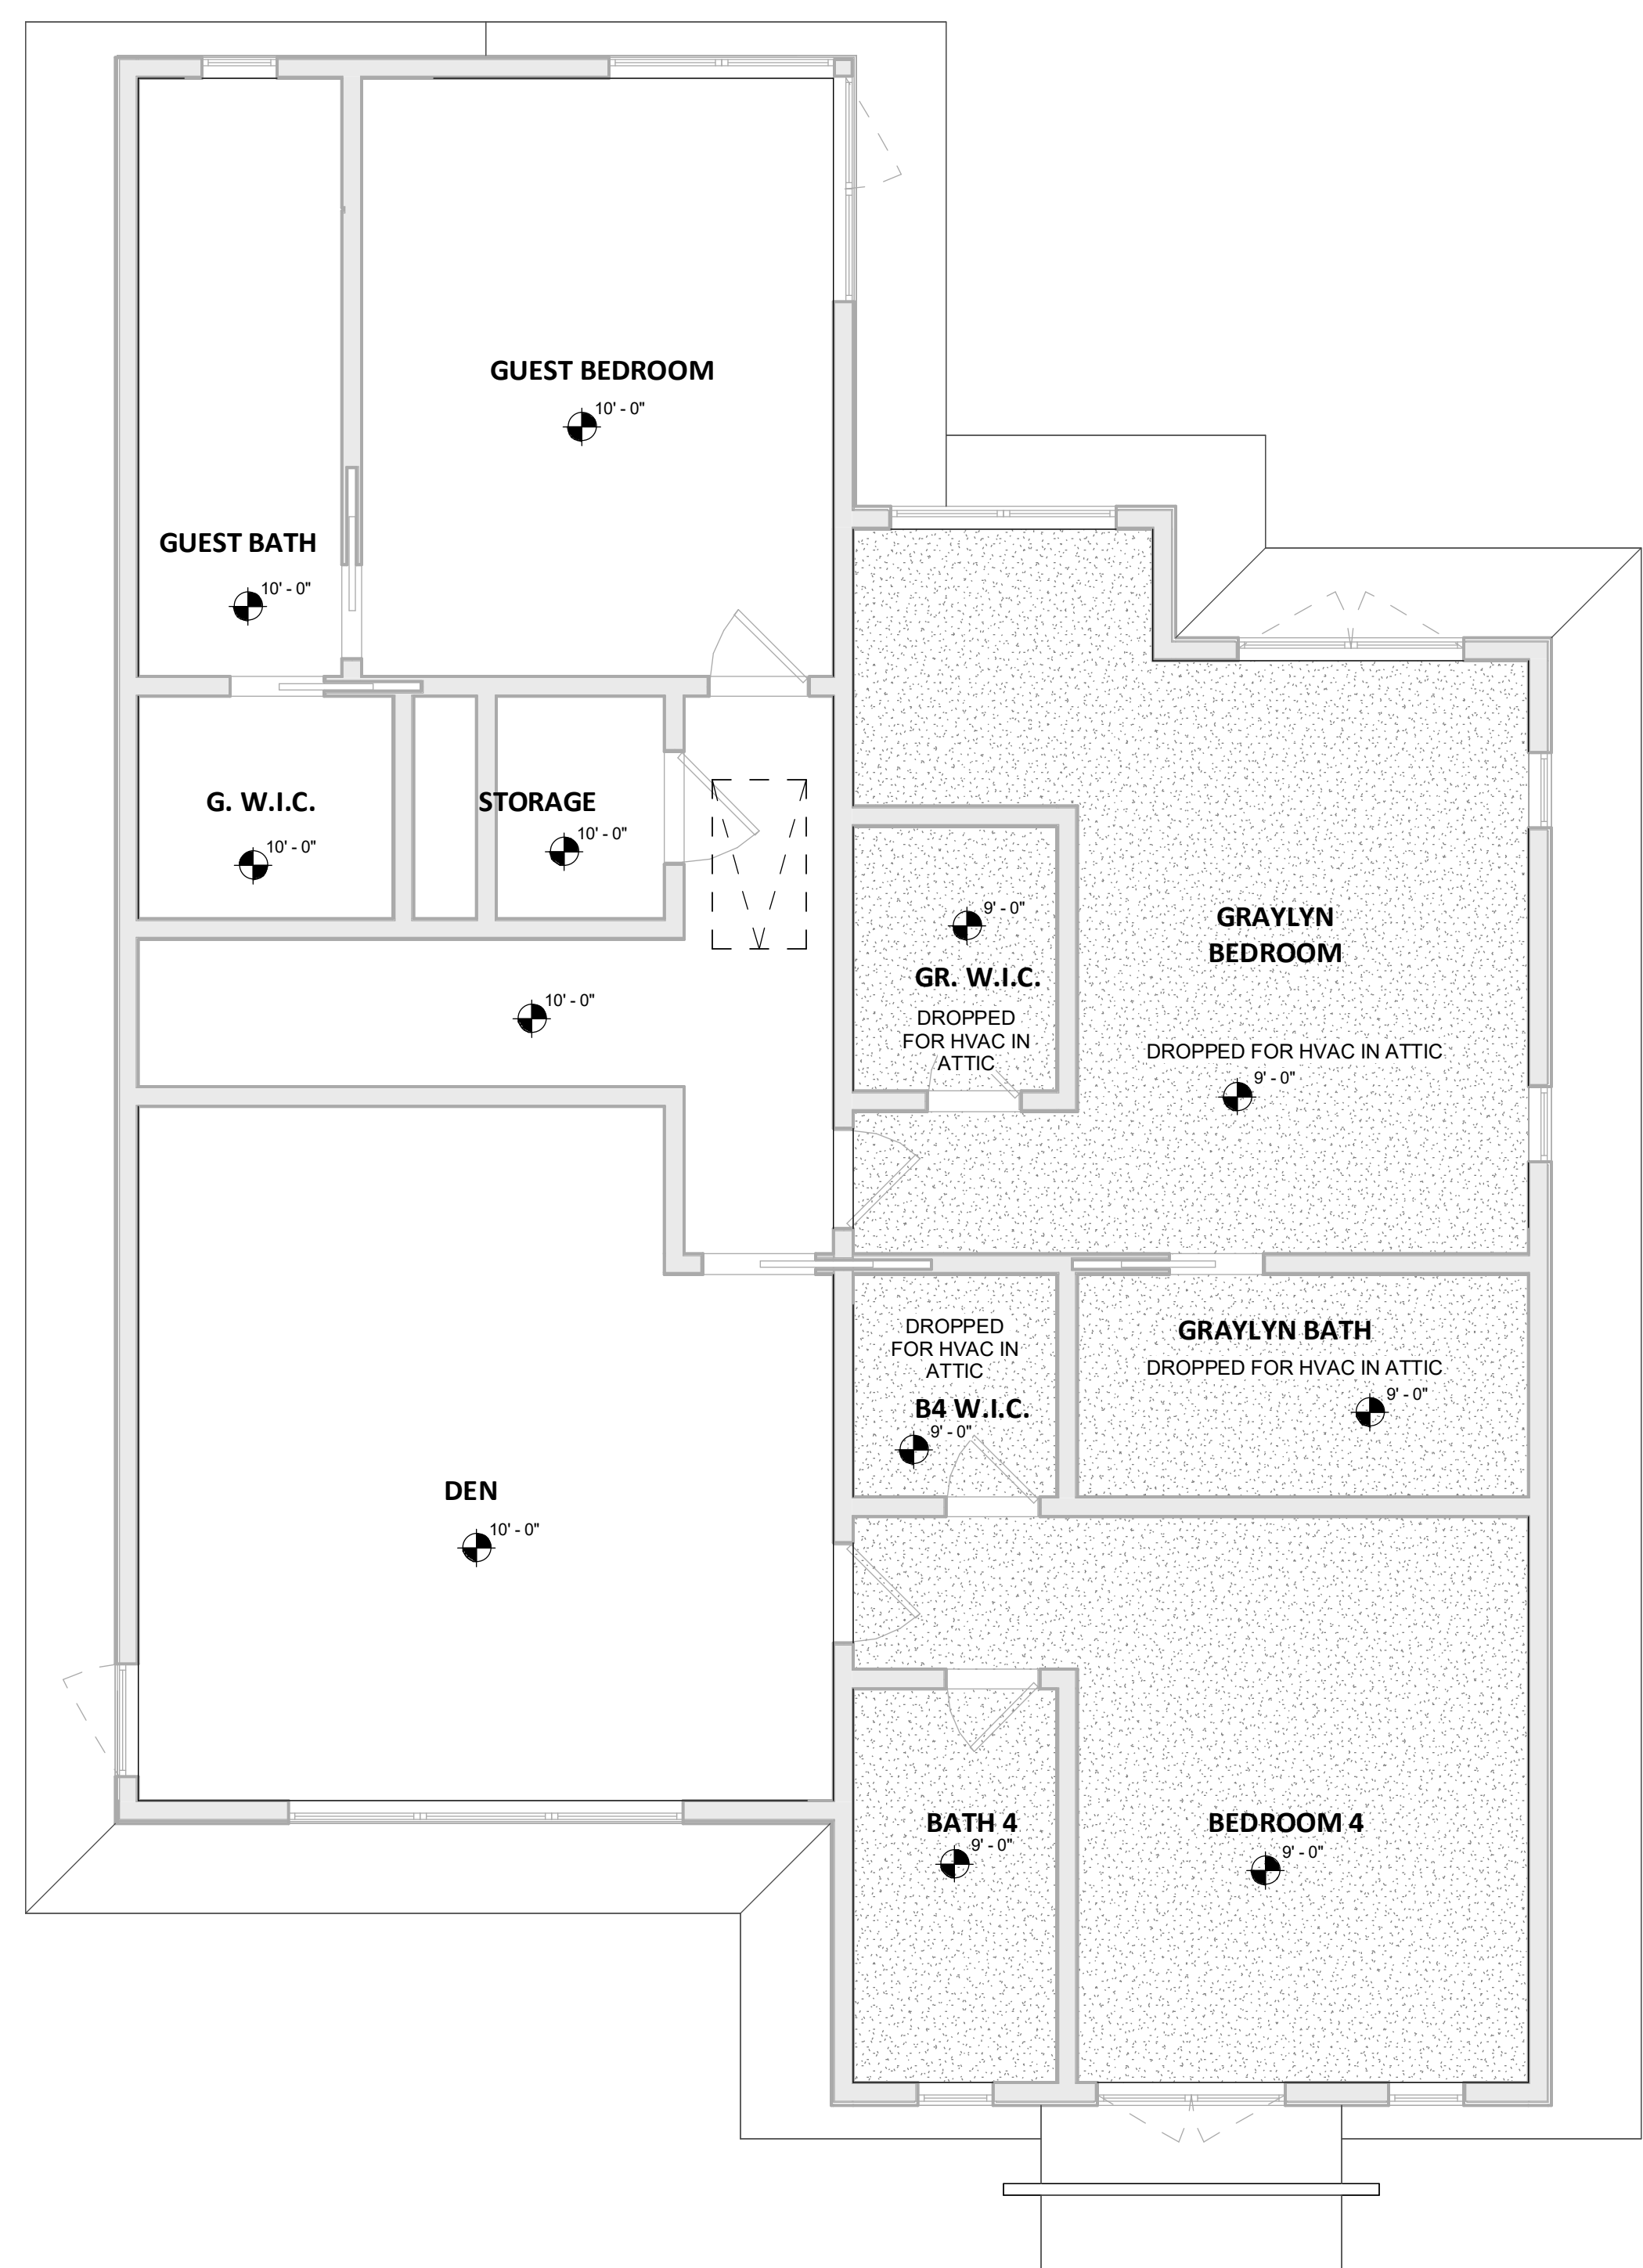 GUEST BEDROOM
10' - 0"
GUEST BATH
10' - 0"
G. W.I.C.
10' - 0"
STORAGE
10' - 0"
9' - 0"
GR. W.I.C.
DROPPED
FOR HVAC IN
ATTIC
GRAYLYN
BEDROOM
DROPPED FOR HVAC IN ATTIC
9' - 0"
10' - 0"
DROPPED
FOR HVAC IN
ATTIC
B4 W.I.C.
9' - 0"
GRAYLYN BATH
DROPPED FOR HVAC IN ATTIC
9' - 0"
DEN
10' - 0"
BATH 4
9' - 0"
BEDROOM 4
9' - 0"